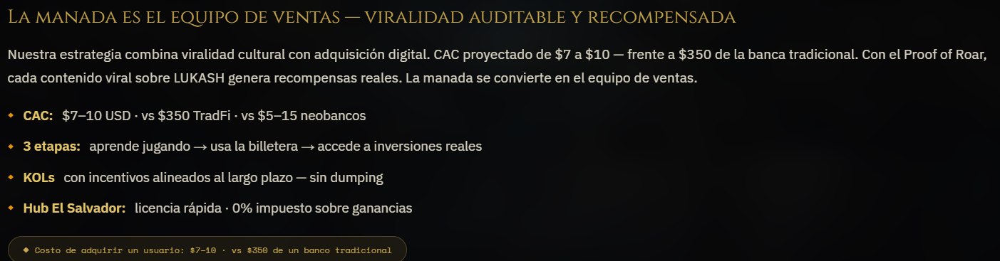 LA MANADA ES EL EQUIPO DE VENTAS — VIRALIDAD AUDITABLE Y RECOMPENSADA
Nuestra estrategia combina viralidad cultural con adquisición digital. CAC proyectado de $7 a $10 — frente a $350 de la banca tradicional. Con el Proof of Roar,
cada contenido viral sobre LUKASH genera recompensas reales. La manada se convierte en el equipo de ventas.
◆ CAC: $7–10 USD · vs $350 TradFi · vs $5–15 neobancos
◆ 3 etapas: aprende jugando → usa la billetera → accede a inversiones reales
◆ KOLs con incentivos alineados al largo plazo — sin dumping
◆ Hub El Salvador: licencia rápida · 0% impuesto sobre ganancias
◆ Costo de adquirir un usuario: $7–10 · vs $350 de un banco tradicional